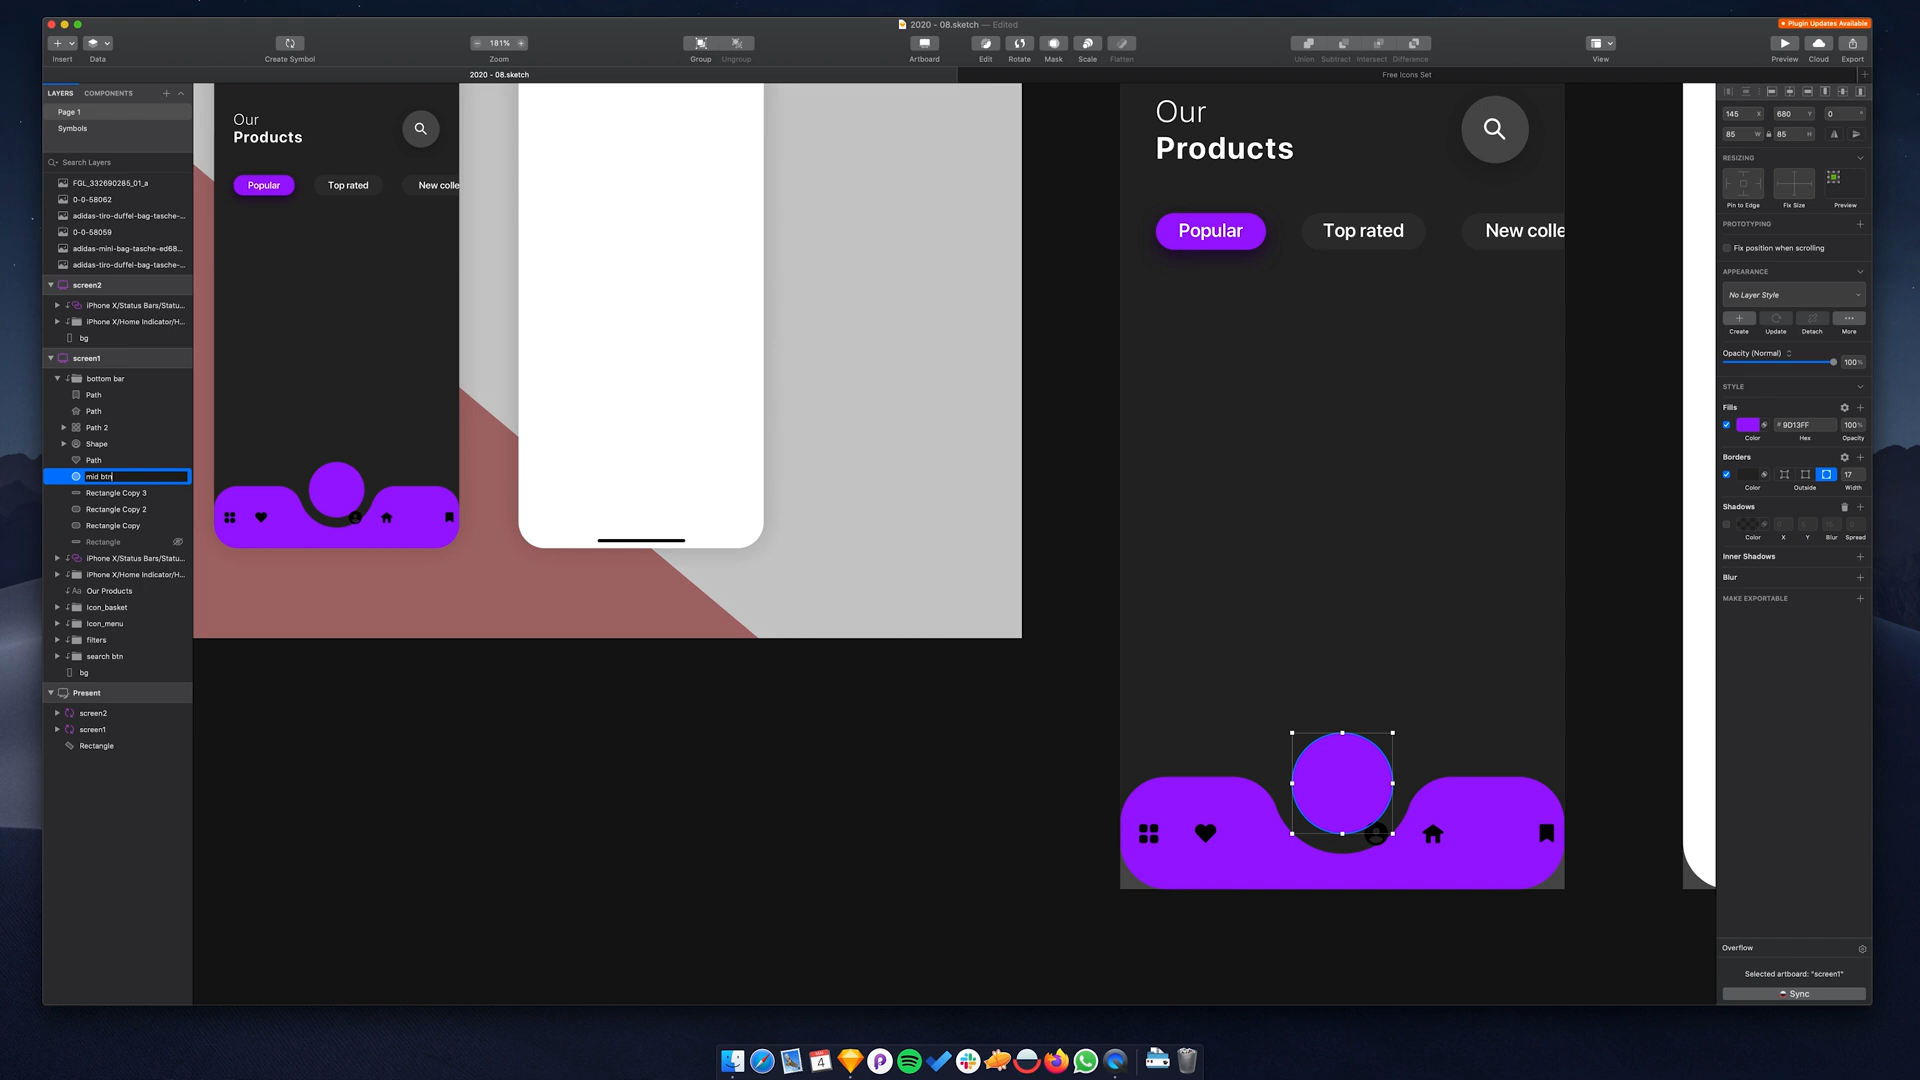 2020 - 08.sketch — Edited
Plugin Updates Available
181%
Insert
Data
Create Symbol
Zoom
Group
Ungroup
Artboard
Edit
Rotate
Mask
Scale
Flatten
Union
Subtract
Intersect
Difference
View
Preview
Cloud
Export
2020 - 08.sketch
Free Icons Set
LAYERS
COMPONENTS
Page 1
Symbols
Search Layers
FGL_332690285_01_a
0-0-58062
adidas-tiro-duffel-bag-tasche-...
0-0-58059
adidas-mini-bag-tasche-ed68...
adidas-tiro-duffel-bag-tasche-...
screen2
iPhone X/Status Bars/Statu...
iPhone X/Home Indicator/H...
bg
screen1
bottom bar
Path
Path
Path 2
Shape
Path
mid btn
Rectangle Copy 3
Rectangle Copy 2
Rectangle Copy
Rectangle
iPhone X/Status Bars/Statu...
iPhone X/Home Indicator/H...
Aa Our Products
Icon_basket
Icon_menu
filters
search btn
bg
Present
screen2
screen1
Rectangle
Our
Products
Popular
Top rated
New colle
Our
Products
Popular
Top rated
New colle
145 X
680 Y
0 °
85 W
85 H
RESIZING
Pin to Edge
Fix Size
Preview
PROTOTYPING
Fix position when scrolling
APPEARANCE
No Layer Style
Create
Update
Detach
More
Opacity (Normal)
100%
STYLE
Fills
# 9D13FF
100%
Color
Hex
Opacity
Borders
17
Color
Outside
Width
Shadows
Color
X
Y
Blur
Spread
Inner Shadows
Blur
MAKE EXPORTABLE
Overflow
Selected artboard: "screen1"
Sync
4